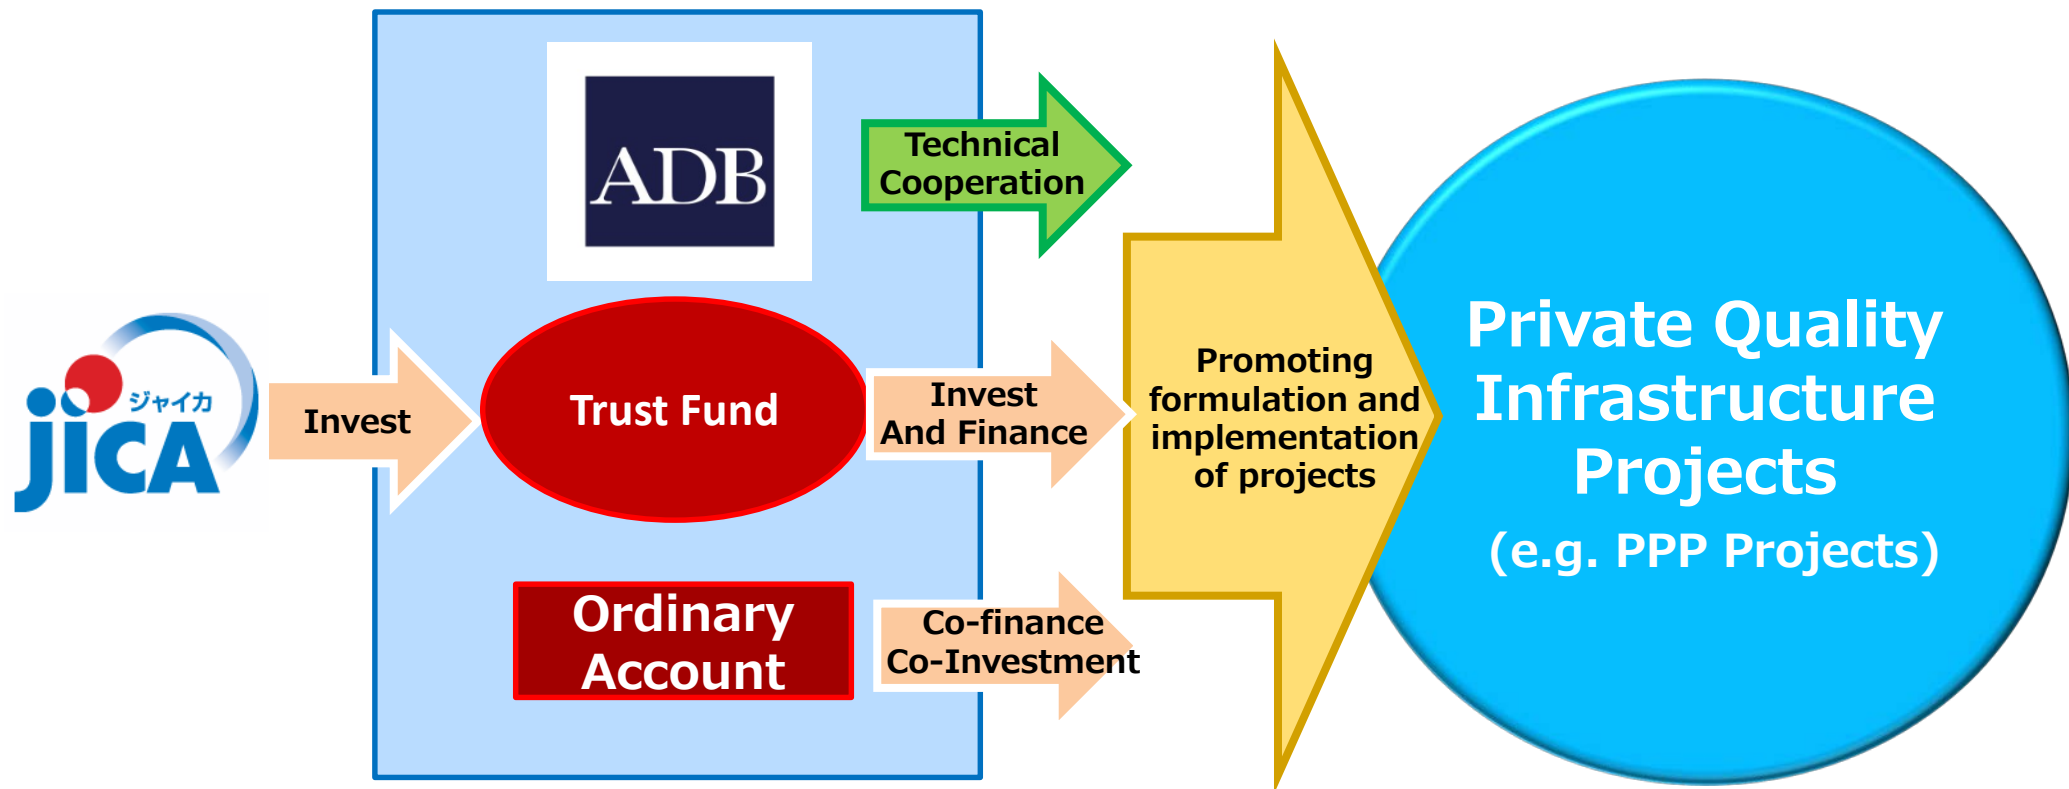 ジャイカ
jICA
Invest
ADB
Trust Fund
Ordinary
Account
Technical
Cooperation
Invest
And Finance
Co-finance
Co-Investment
Promoting
formulation and
implementation
of projects
Private Quality
Infrastructure
Projects
(e.g. PPP Projects)